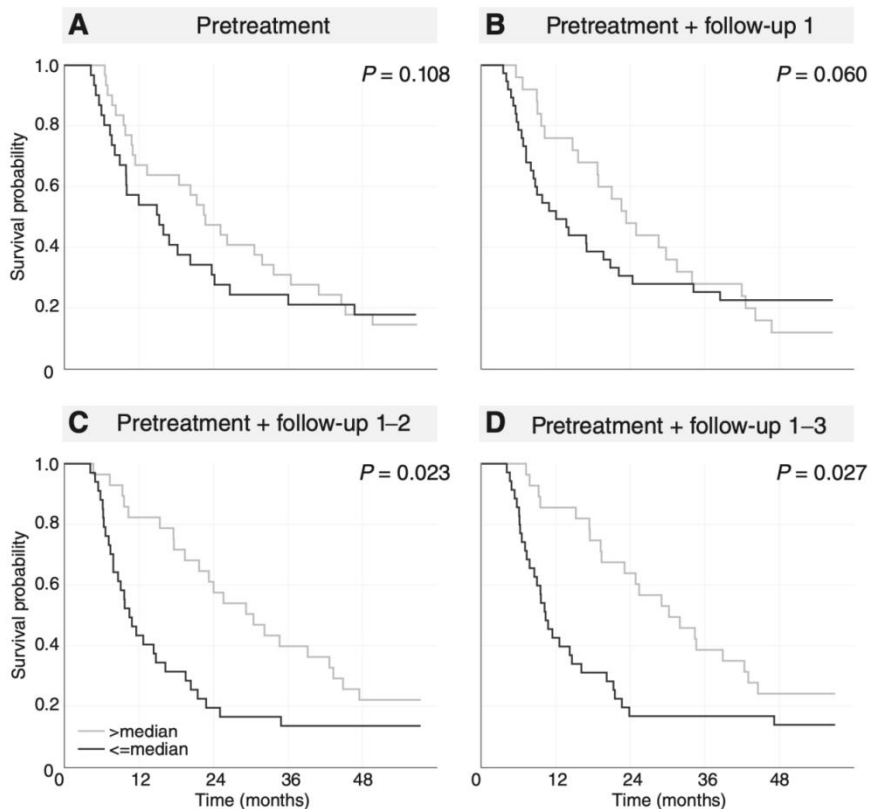 A Pretreatment
P = 0.108
1.0
0.8
0.6
0.4
0.2
0
Survival probability
B Pretreatment + follow-up 1
P = 0.060
C Pretreatment + follow-up 1–2
P = 0.023
1.0
0.8
0.6
0.4
0.2
0
Survival probability
>median
<=median
0 12 24 36 48
Time (months)
D Pretreatment + follow-up 1–3
P = 0.027
0 12 24 36 48
Time (months)